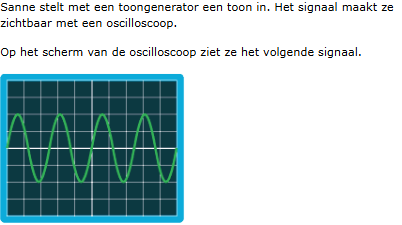 Sanne stelt met een toongenerator een toon in. Het signaal maakt ze
zichtbaar met een oscilloscoop.
Op het scherm van de oscilloscoop ziet ze het volgende signaal.